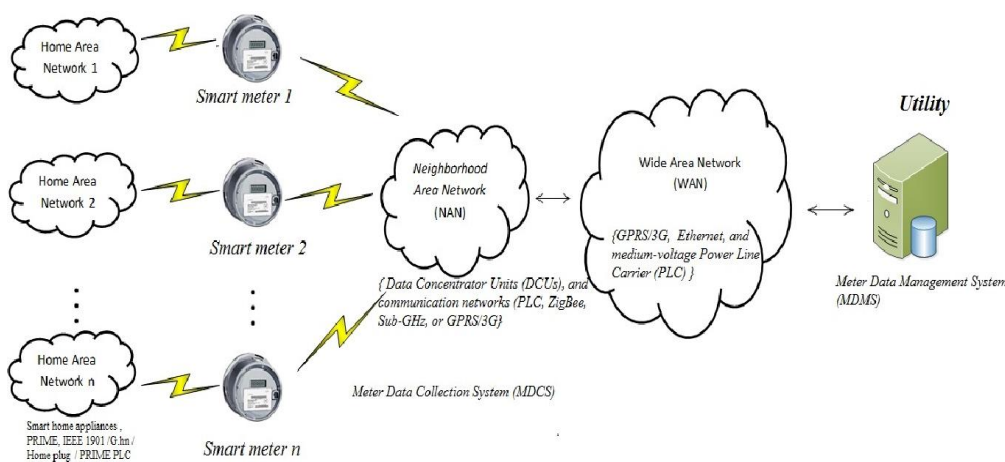 Home Area
Network 1
Smart meter 1
Home Area
Network 2
Smart meter 2
Home Area
Network n
Smart home appliances ,
PRIME, IEEE 1901 /G.hn /
Home plug / PRIME PLC
Smart meter n
Neighborhood
Area Network
(NAN)
{ Data Concentrator Units (DCUs), and
communication networks (PLC, ZigBee,
Sub-GHz, or GPRS/3G}
Meter Data Collection System (MDCS)
Wide Area Network
(WAN)
{GPRS/3G, Ethernet, and
medium-voltage Power Line
Carrier (PLC) }
Utility
Meter Data Management System
(MDMS)